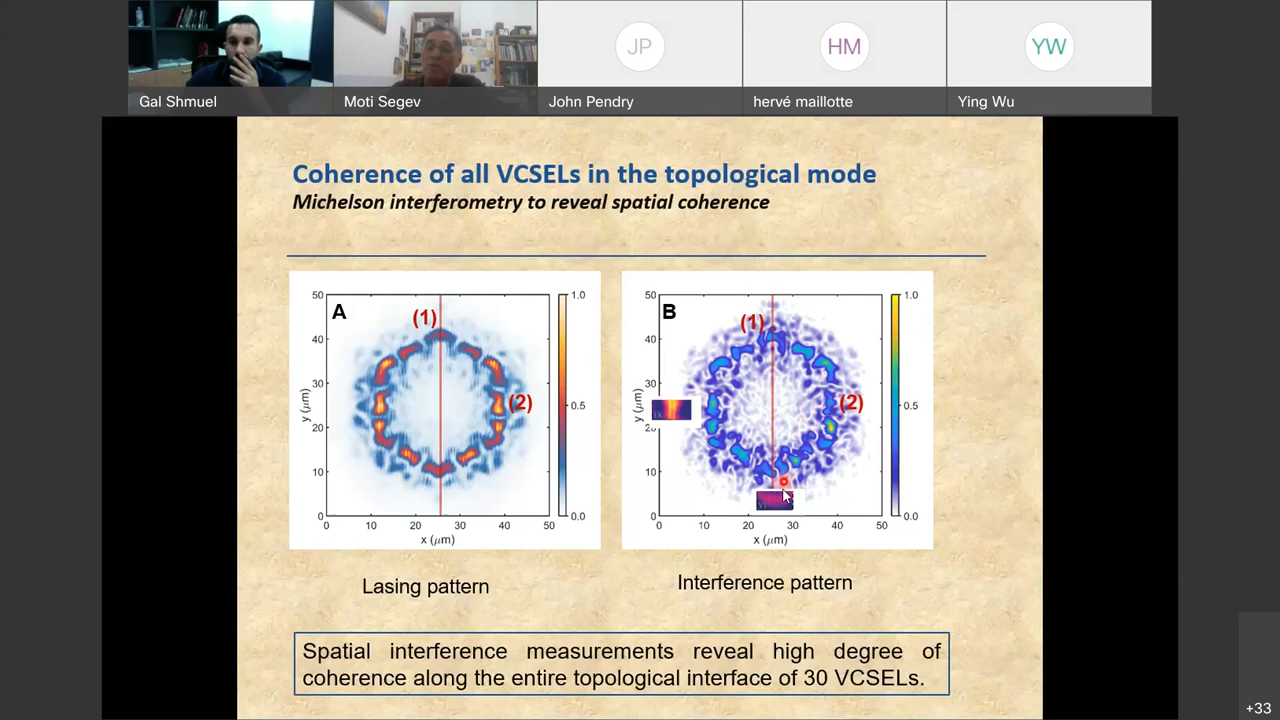 JP
HM
YW
Gal Shmuel
Moti Segev
John Pendry
hervé maillotte
Ying Wu
Coherence of all VCSELs in the topological mode
Michelson interferometry to reveal spatial coherence
A
(1)
(2)
50
40
30
20
10
0
y (μm)
0 10 20 30 40 50
x (μm)
1.0
0.5
0.0
B
(1)
(2)
50
40
30
20
10
0
y (μm)
0 10 20 30 40 50
x (μm)
1.0
0.5
0.0
Lasing pattern
Interference pattern
Spatial interference measurements reveal high degree of
coherence along the entire topological interface of 30 VCSELs.
+33